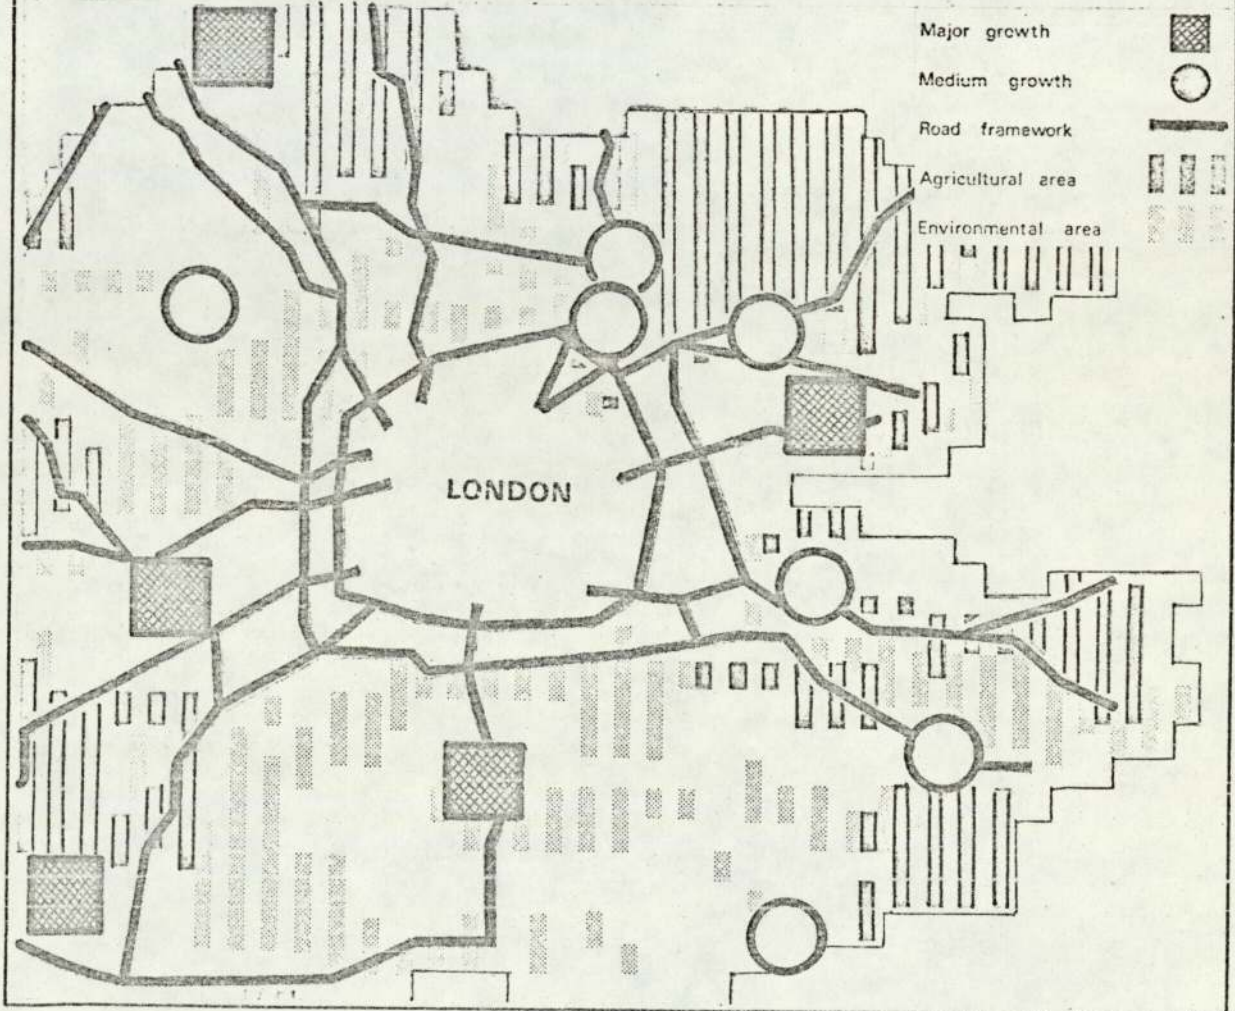 Major growth
Medium growth
Road framework
Agricultural area
Environmental area
LONDON